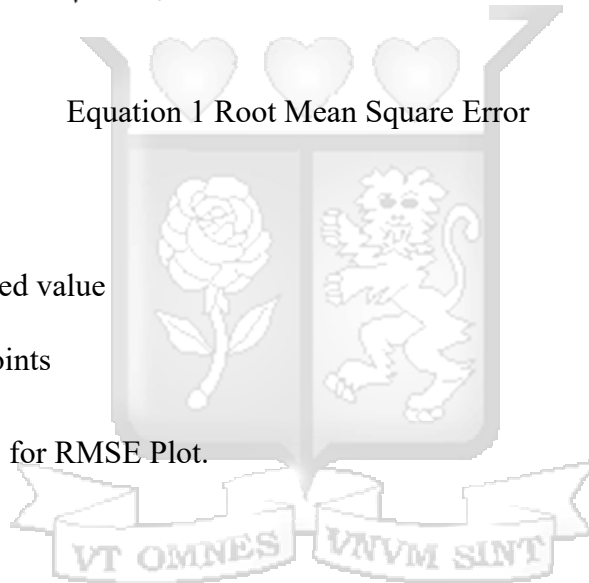 Equation 1 Root Mean Square Error
ed value
oints
for RMSE Plot.
VT OMNES VNVM SINT